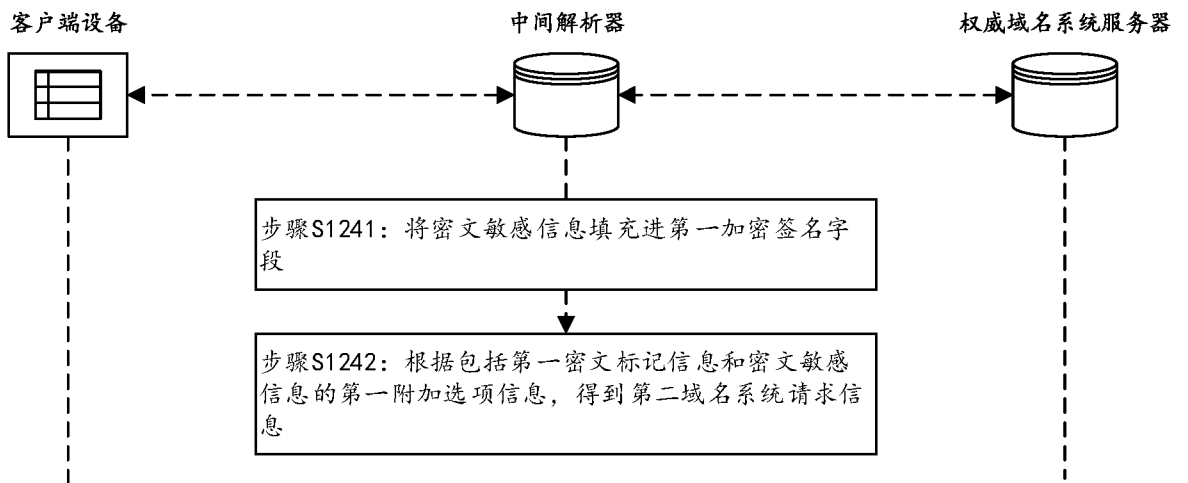 客户端设备
中间解析器
权威域名系统服务器
步骤S1241：将密文敏感信息填充进第一加密签名字
段
步骤S1242：根据包括第一密文标记信息和密文敏感
信息的第一附加选项信息，得到第二域名系统请求信
息